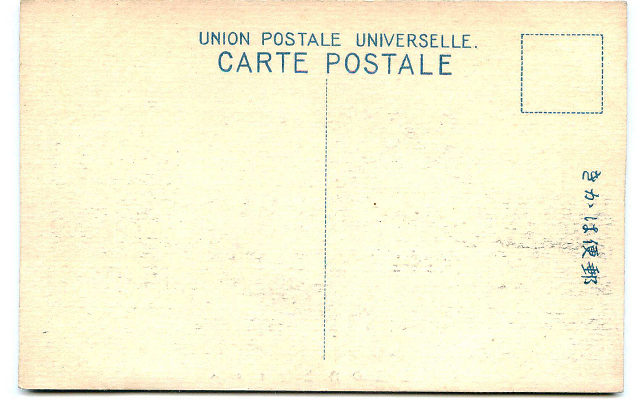 UNION POSTALE UNIVERSELLE.
CARTE POSTALE
郵便はかき